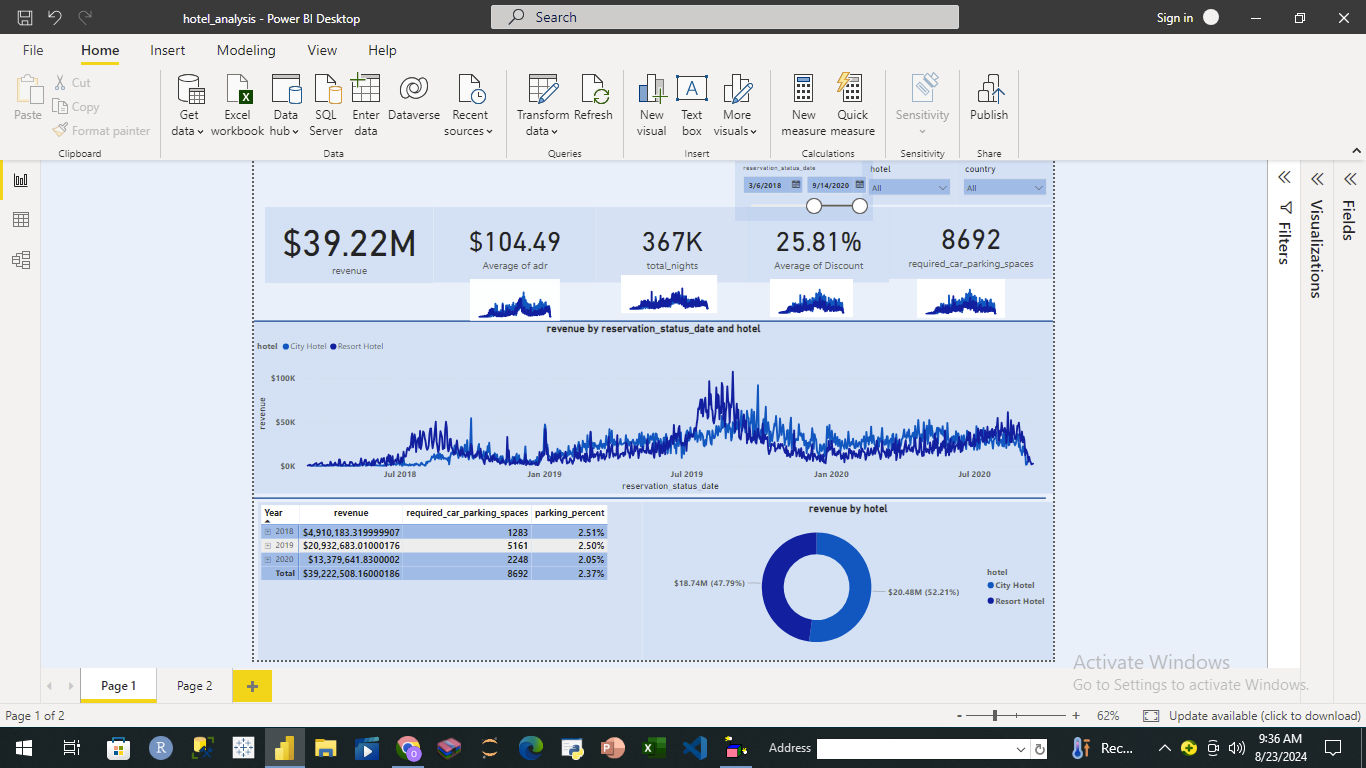 hotel_analysis - Power BI Desktop
Search
Sign in
File Home Insert Modeling View Help
Paste
Cut
Copy
Format painter
Clipboard
Get data
Excel workbook
Data hub
SQL Server
Enter data
Dataverse
Recent sources
Data
Transform data
Refresh
Queries
New visual
Text box
More visuals
Insert
New measure
Quick measure
Calculations
Sensitivity
Sensitivity
Publish
Share
reservation_status_date
3/6/2018 9/14/2020
hotel
All
country
All
$39.22M
revenue
$104.49
Average of adr
367K
total_nights
25.81%
Average of Discount
8692
required_car_parking_spaces
revenue by reservation_status_date and hotel
hotel City Hotel Resort Hotel
revenue
$100K
$50K
$0K
Jul 2018 Jan 2019 Jul 2019 Jan 2020 Jul 2020
reservation_status_date
Year revenue required_car_parking_spaces parking_percent
2018 $4,910,183.319999907 1283 2.51%
2019 $20,932,683.01000176 5161 2.50%
2020 $13,379,641.8300002 2248 2.05%
Total $39,222,508.16000186 8692 2.37%
revenue by hotel
$18.74M (47.79%)
$20.48M (52.21%)
hotel
City Hotel
Resort Hotel
Filters
Visualizations
Fields
Activate Windows
Go to Settings to activate Windows.
Page 1 Page 2 +
Page 1 of 2
- + 62%
Update available (click to download)
R
Address
Rec...
9:36 AM
8/23/2024